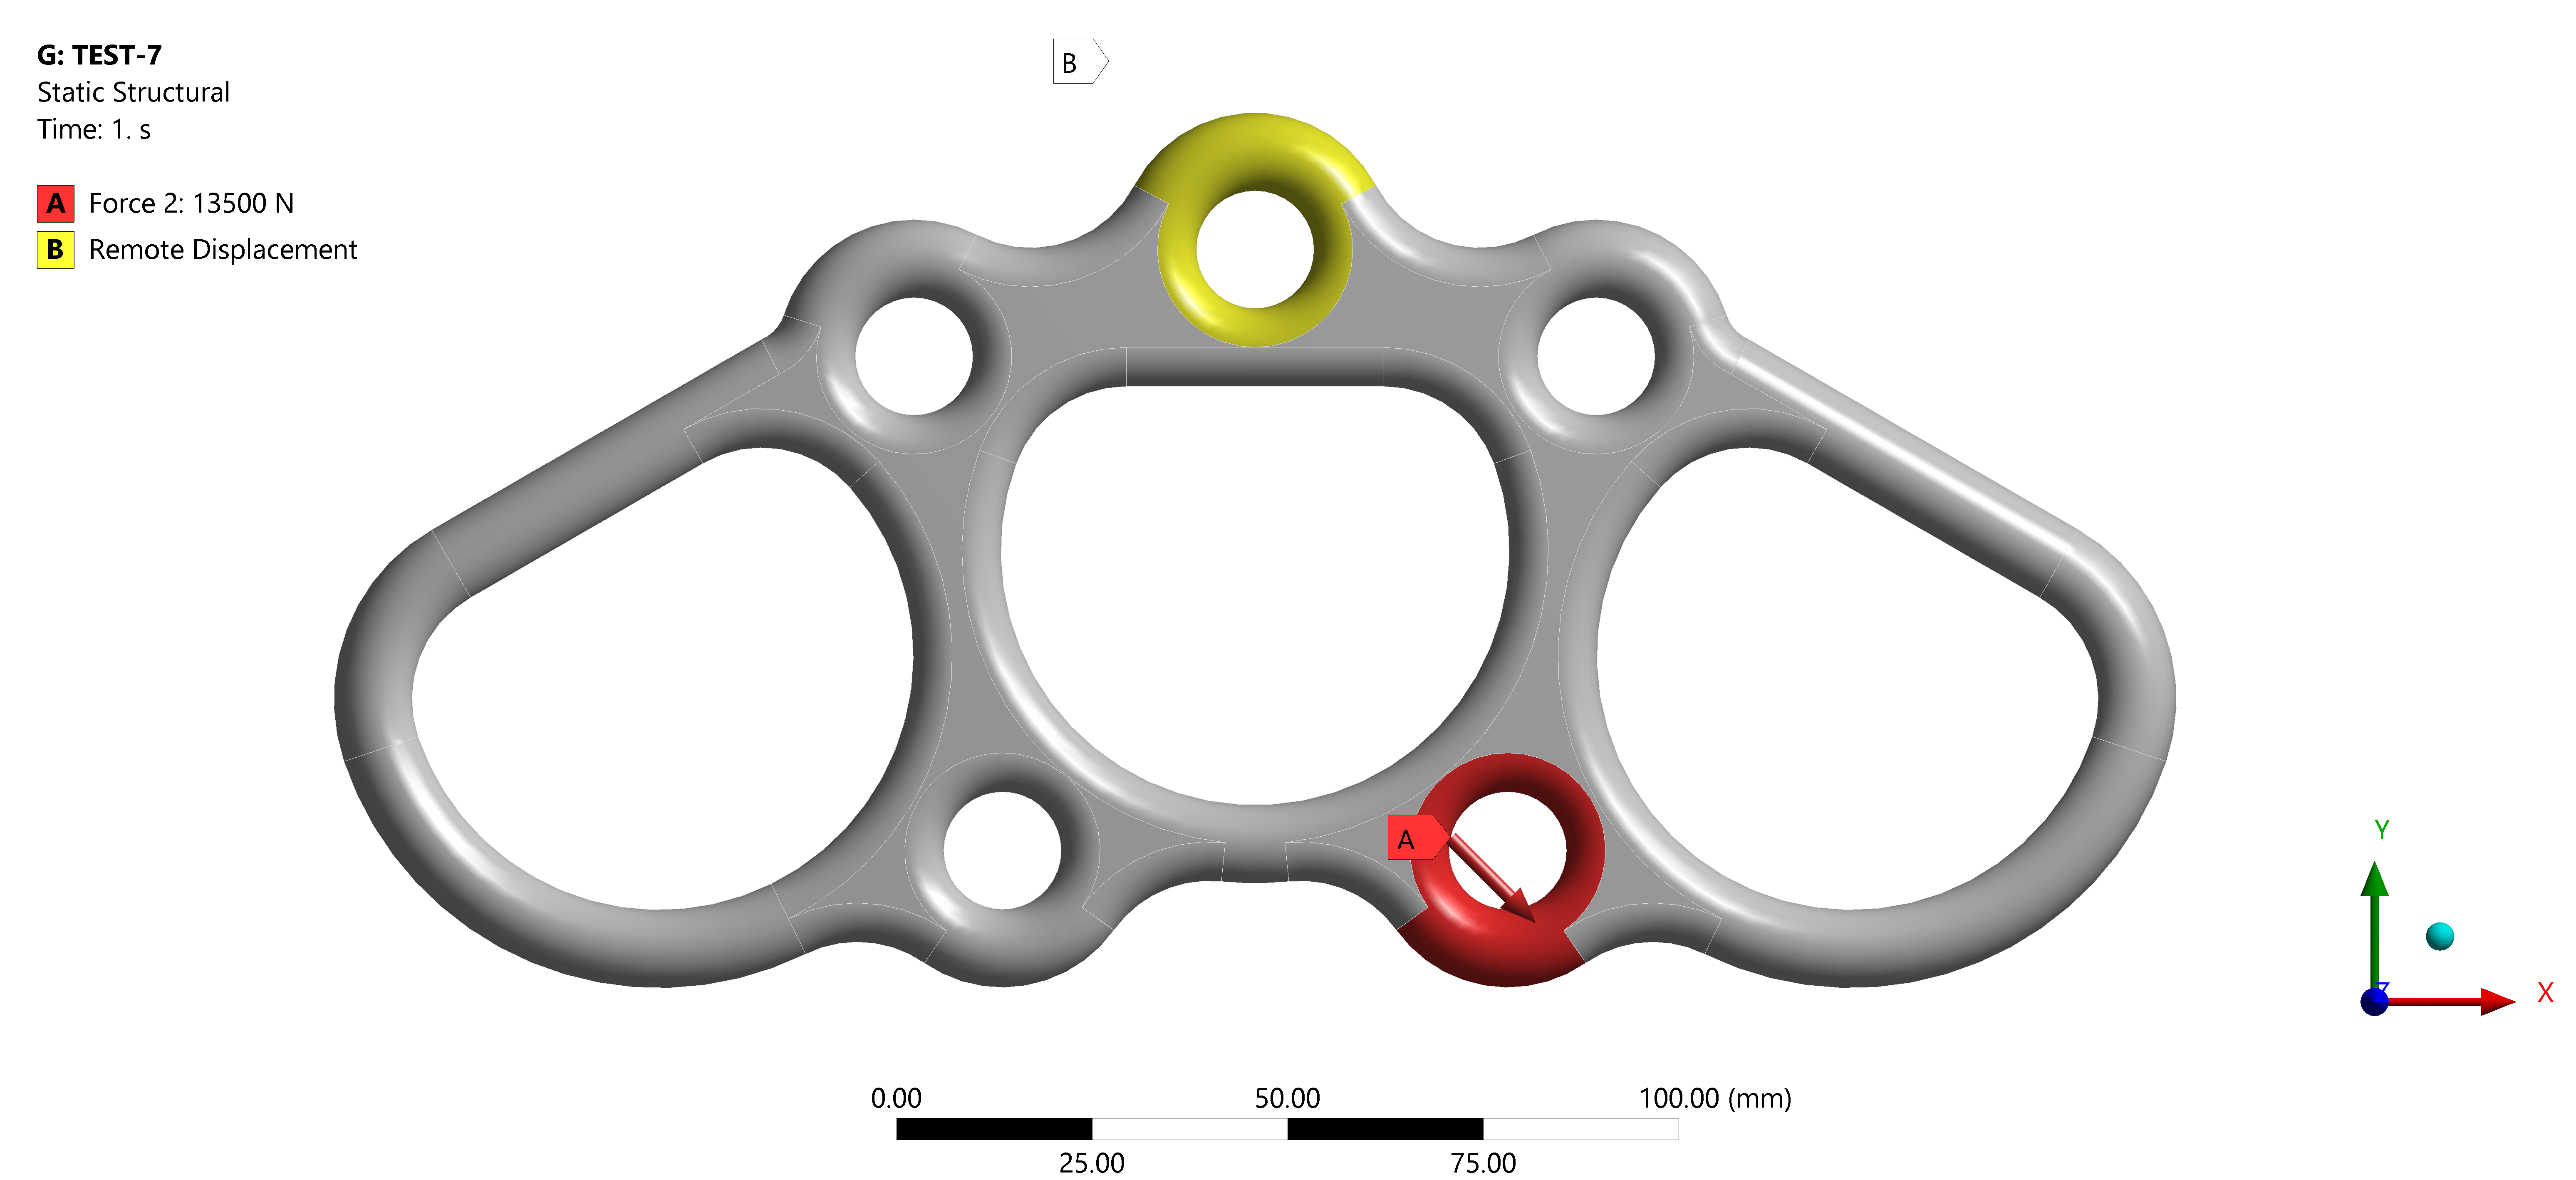 G: TEST-7
Static Structural
Time: 1. s
A Force 2: 13500 N
B Remote Displacement
B
A
Y
Z
X
0.00 50.00 100.00 (mm)
25.00 75.00